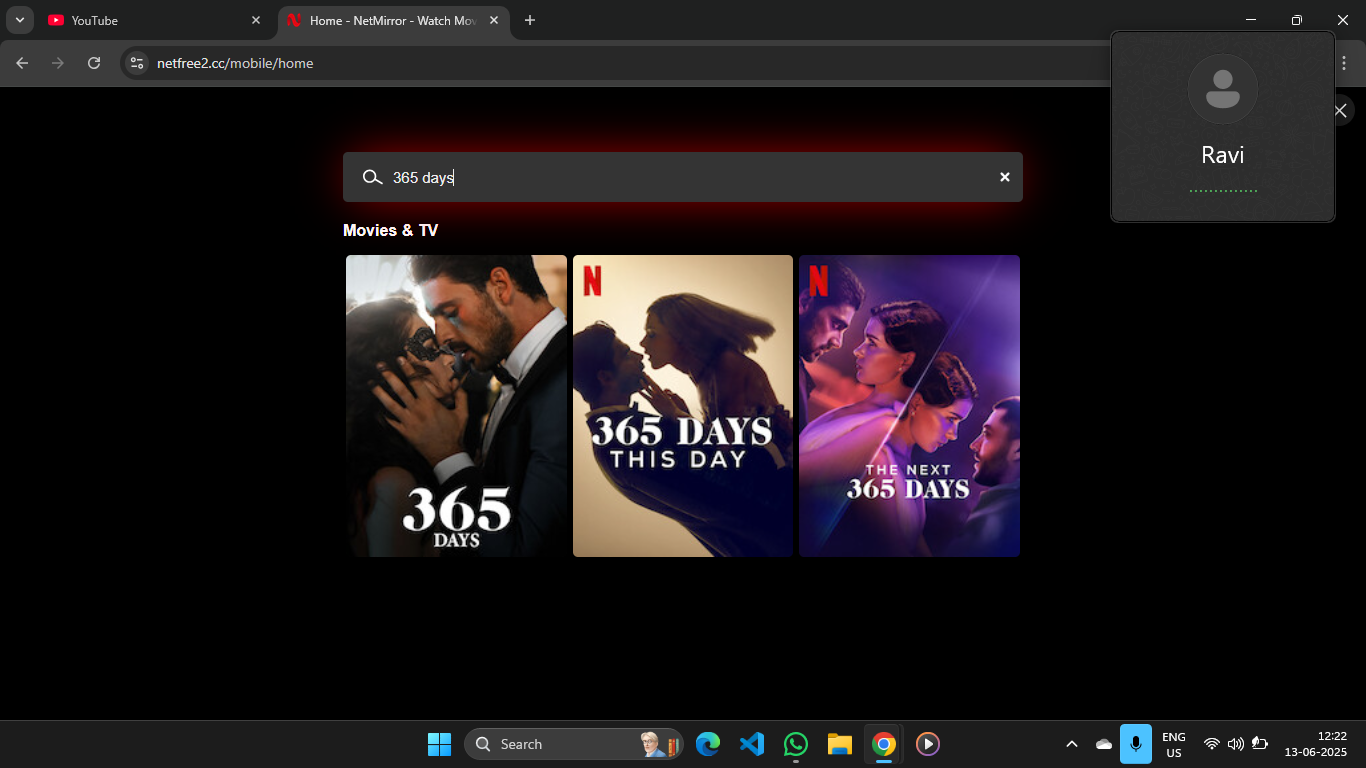 YouTube
Home - NetMirror - Watch Mov
netfree2.cc/mobile/home
Ravi
365 days
Movies & TV
365
DAYS
N
365 DAYS
THIS DAY
N
THE NEXT
365 DAYS
Search
ENG
US
12:22
13-06-2025